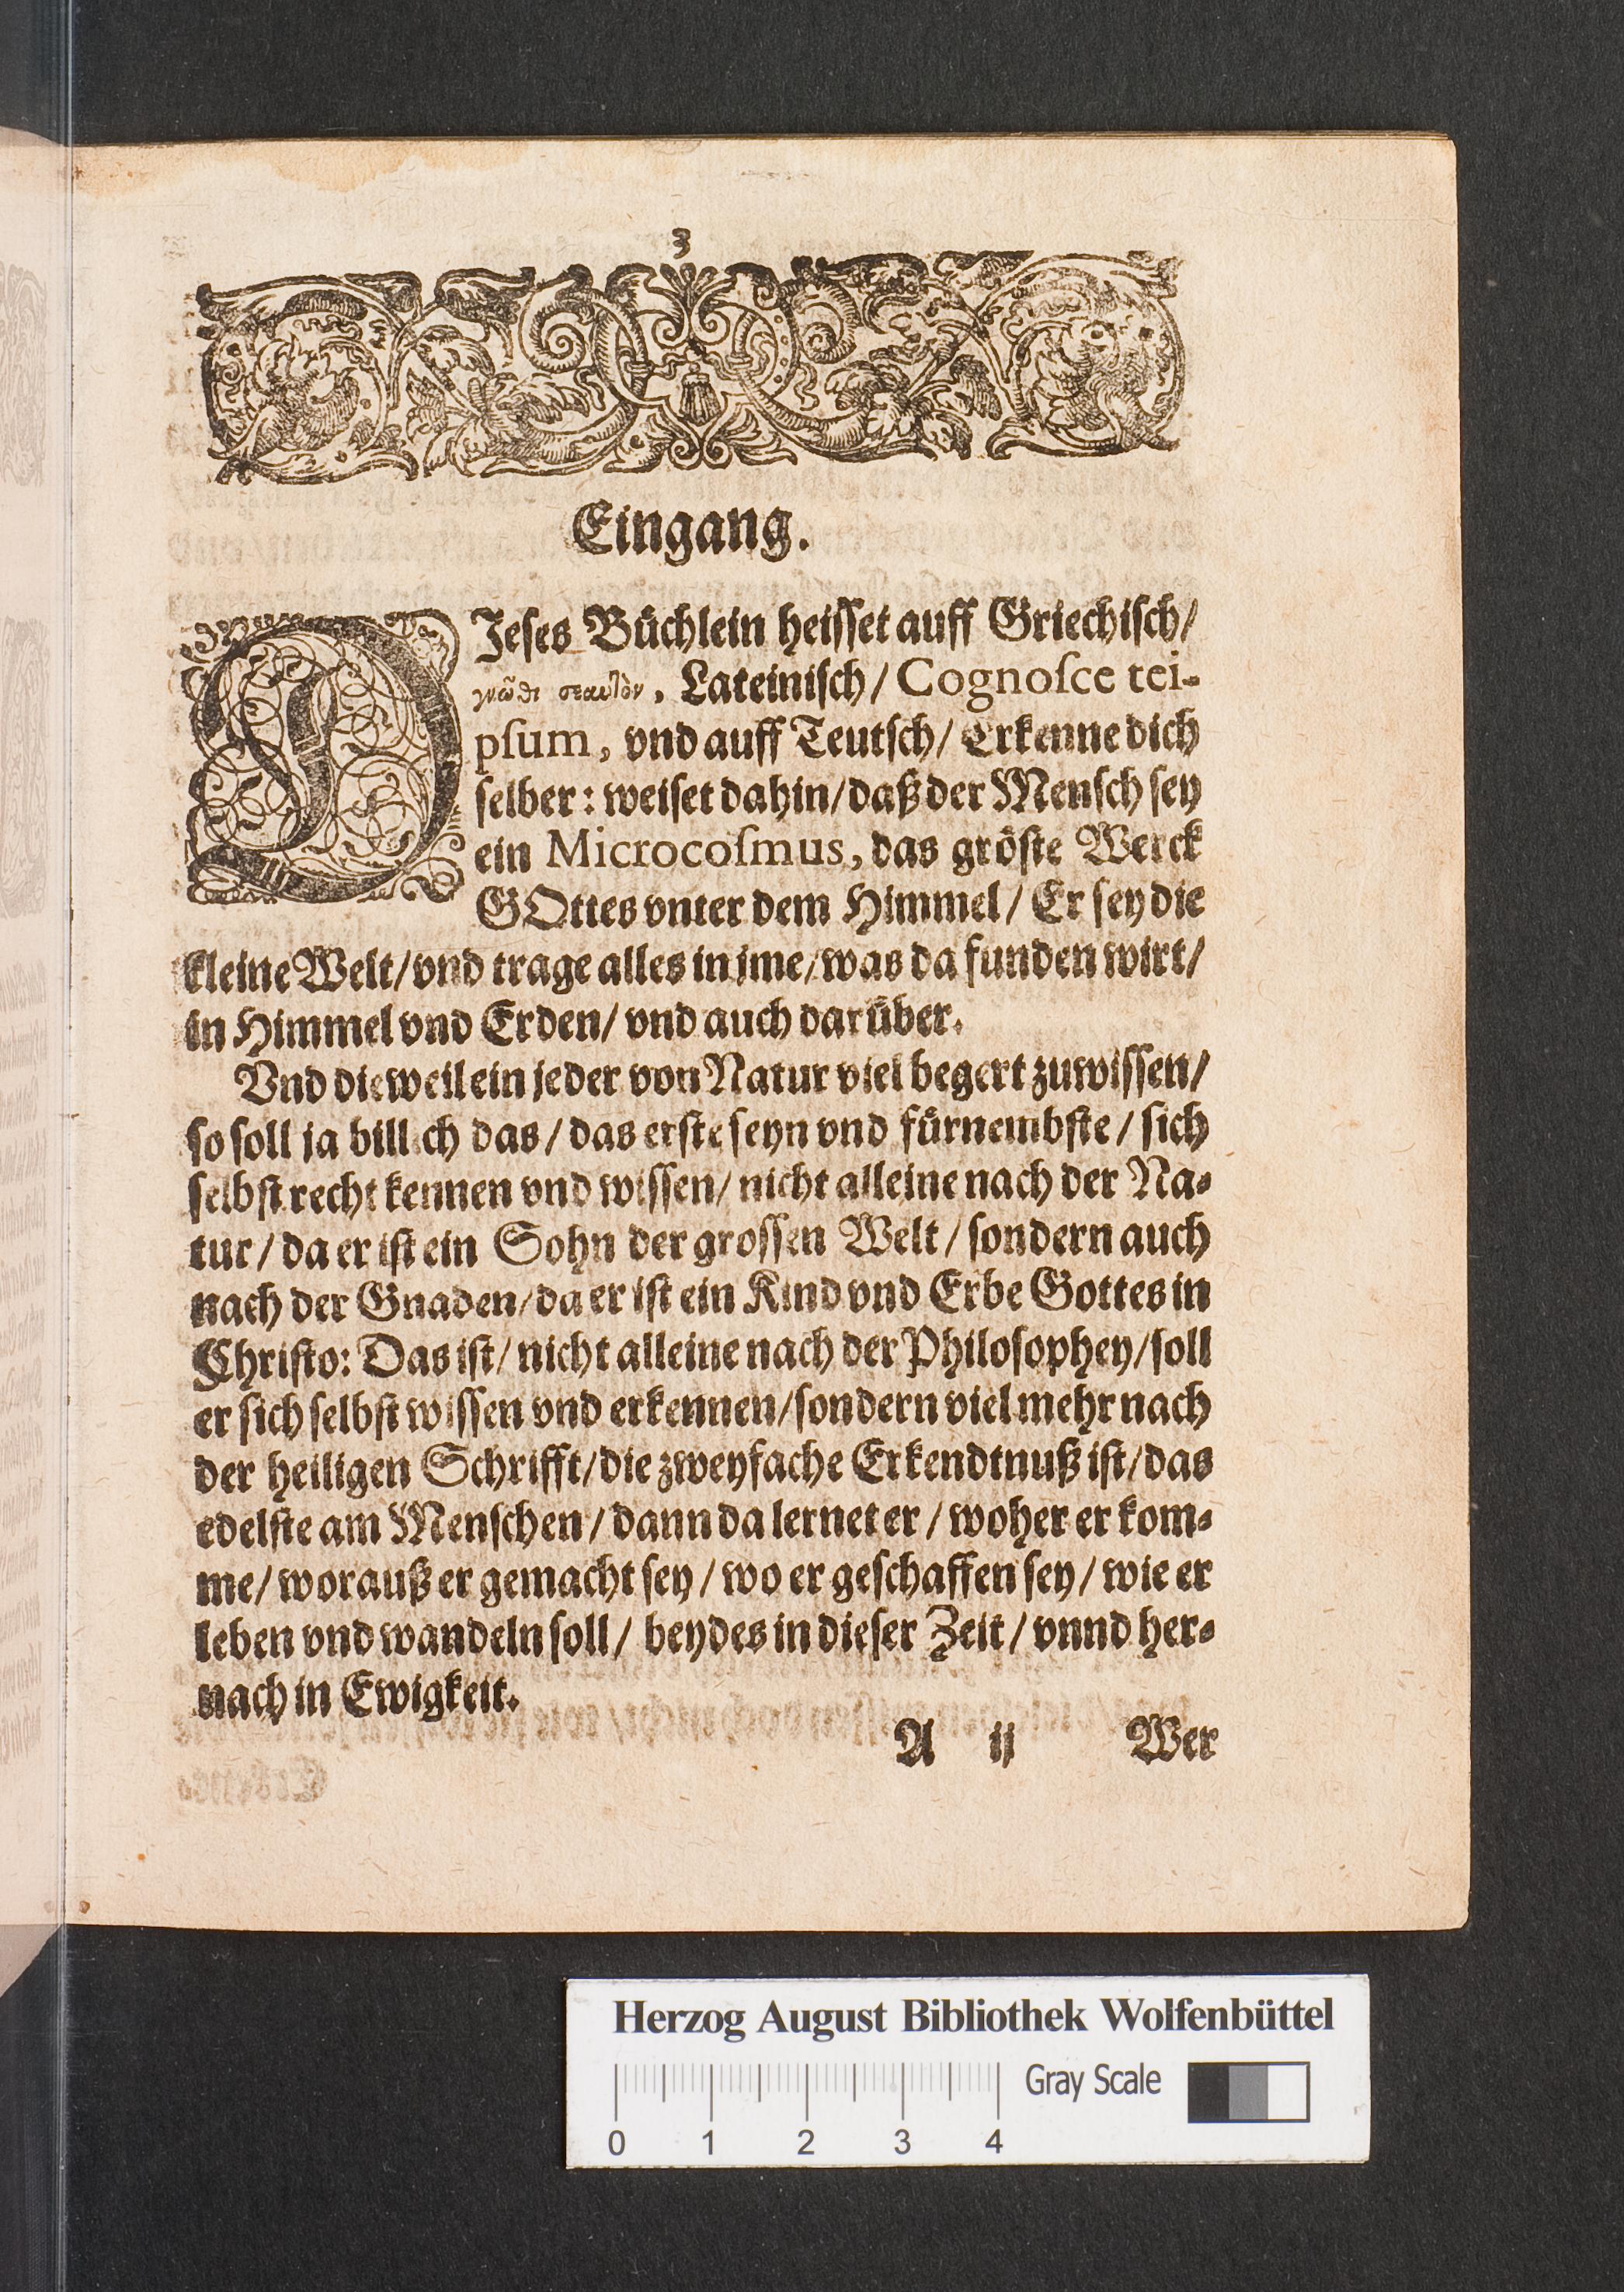 3
Eingang.
DJeses Büchlein heisset auff Griechisch/
γνῶθι σεαυτὸν, Lateinisch/ Cognoſce tei-
pſum, vnd auff Teutsch/ Erkenne dich
selber: weiset dahin/ daß der Mensch sey
ein Microcoſmus, das gröste Werck
GOttes vnter dem Himmel/ Er sey die
kleine Welt/ vnd trage alles in jme/ was da funden wirt/
in Himmel vnd Erden/ vnd auch darüber.
Vnd dieweil ein jeder von Natur viel begert zuwissen/
so soll ja billich das/ das erste seyn vnd fürnembste/ sich
selbst recht kennen vnd wissen/ nicht alleine nach der Na-
tur/ da er ist ein Sohn der grossen Welt/ sondern auch
nach der Gnaden/ da er ist ein Kind vnd Erbe Gottes in
Christo: Das ist/ nicht alleine nach der Philosophey/ soll
er sich selbst wissen vnd erkennen/ sondern viel mehr nach
der heiligen Schrifft/ die zweyfache Erkendtnuß ist/ das
edelste am Menschen/ dann da lernet er/ woher er kom-
me/ worauß er gemacht sey/ wo er geschaffen sey/ wie er
leben vnd wandeln soll/ beydes in dieser Zeit/ vnnd her-
nach in Ewigkeit.
A ij Wer
Herzog August Bibliothek Wolfenbüttel
Gray Scale
0 1 2 3 4